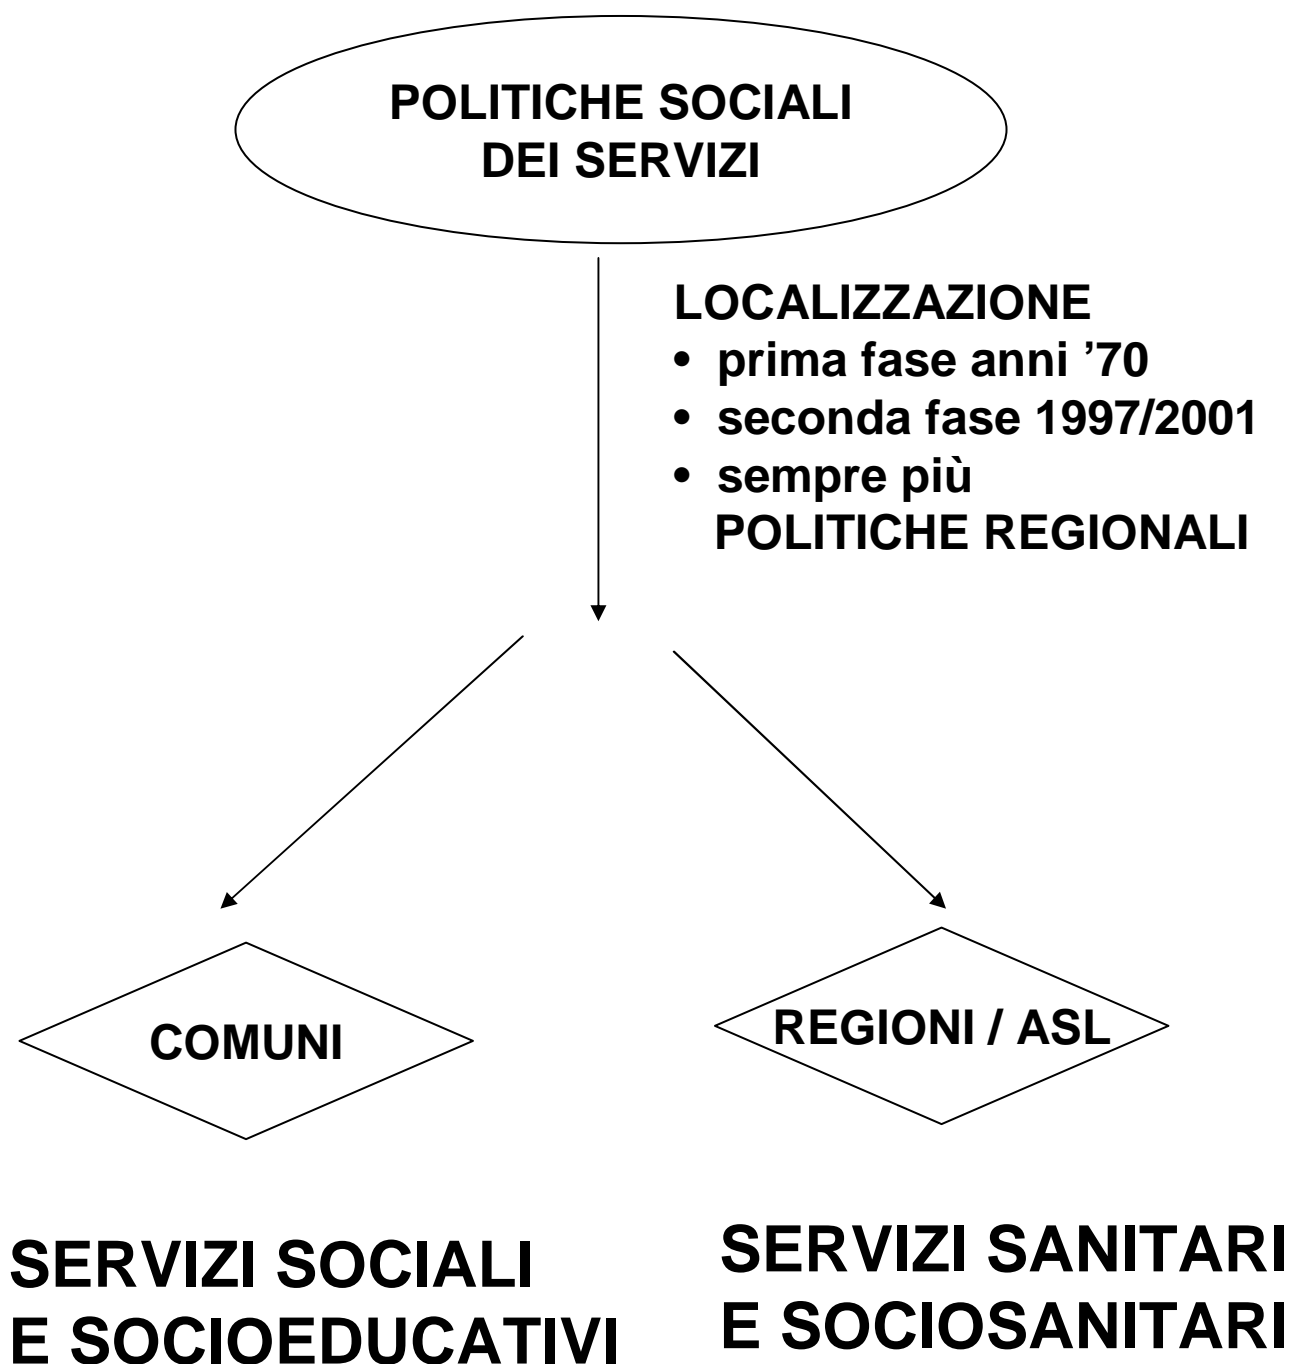 POLITICHE SOCIALI
DEI SERVIZI
LOCALIZZAZIONE
• prima fase anni ’70
• seconda fase 1997/2001
• sempre più
POLITICHE REGIONALI
COMUNI
REGIONI / ASL
SERVIZI SOCIALI
E SOCIOEDUCATIVI
SERVIZI SANITARI
E SOCIOSANITARI